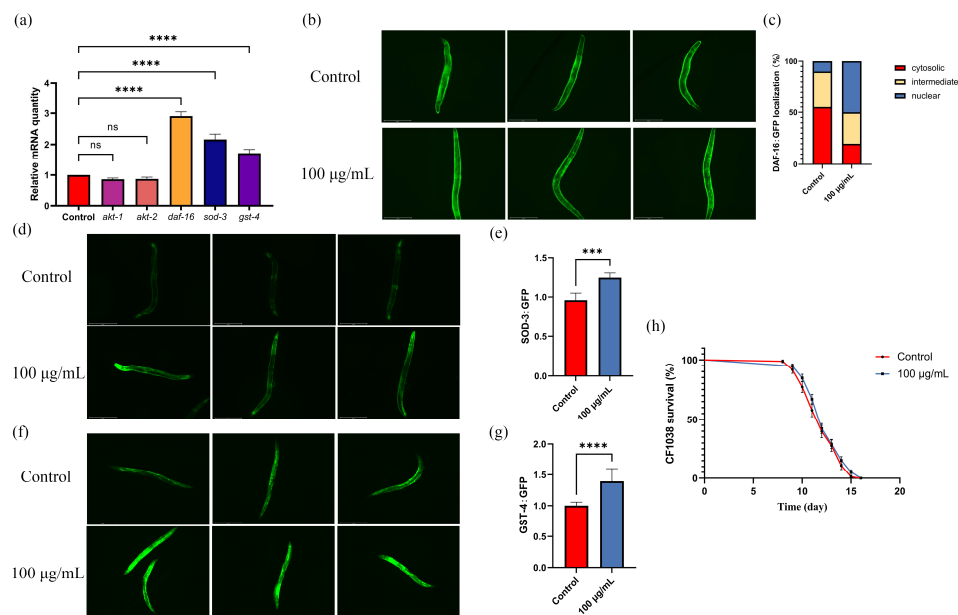 (a)
****
****
****
ns
ns
Relative mRNA quantity
4
3
2
1
0
Control akt-1 akt-2 daf-16 sod-3 gst-4
(b)
Control
100 μg/mL
(c)
DAF-16: GFP localization (%)
100
50
0
Control
100 μg/mL
cytosolic
intermediate
nuclear
(d)
Control
100 μg/mL
(e)
***
SOD-3: GFP
1.5
1.0
0.5
0.0
Control
100 μg/mL
(f)
Control
100 μg/mL
(g)
****
GST-4: GFP
2.0
1.5
1.0
0.5
0.0
Control
100 μg/mL
(h)
CF1038 survival (%)
100
50
0
0 5 10 15 20
Time (day)
Control
100 μg/mL